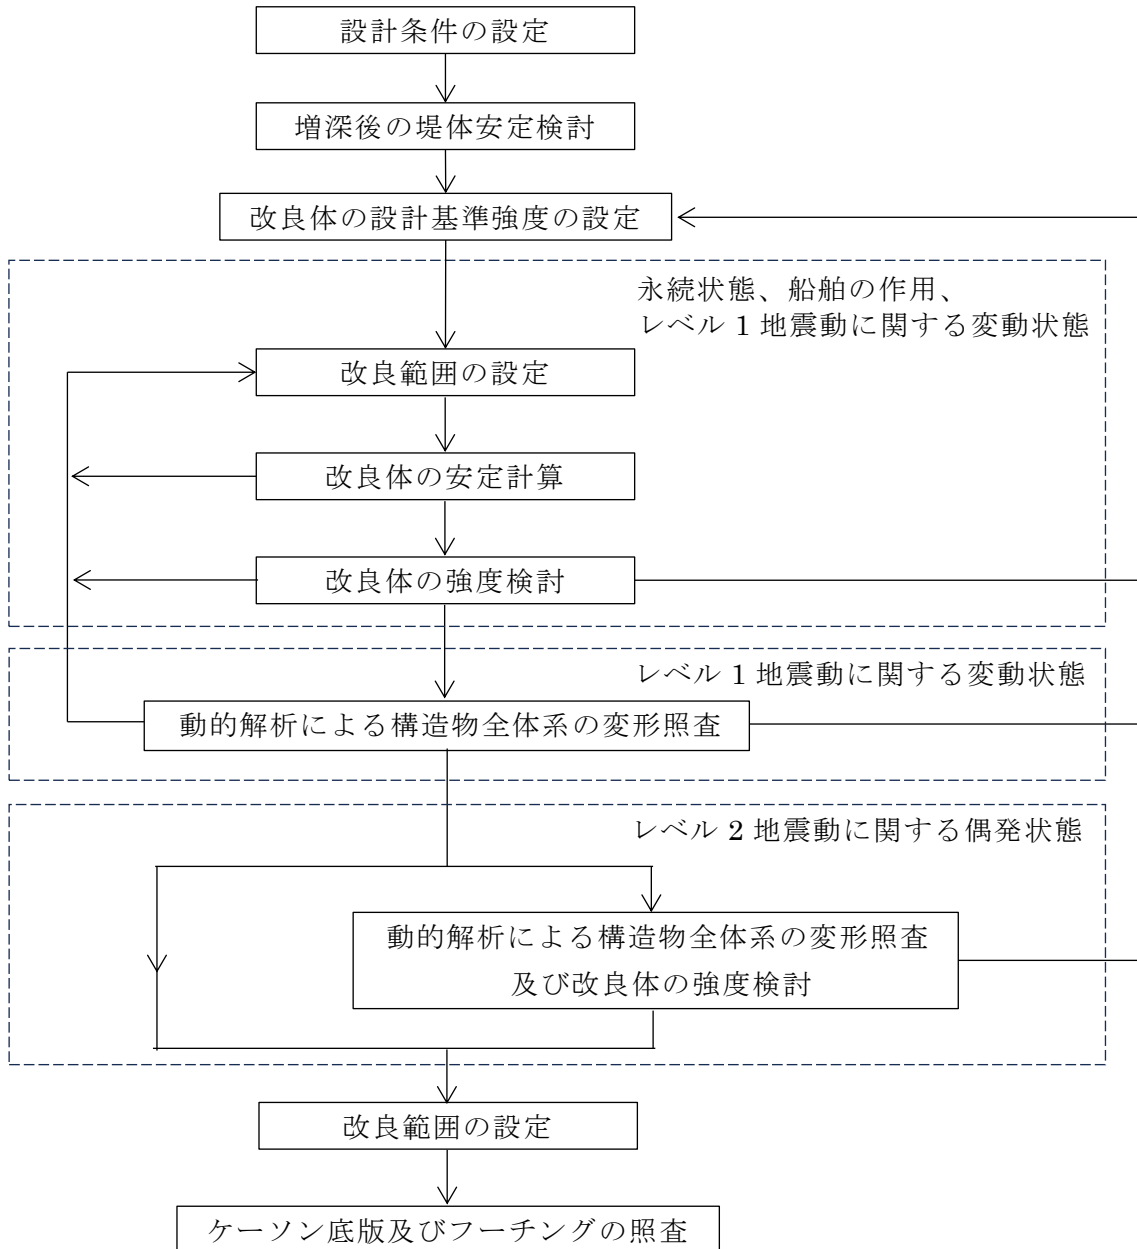 設計条件の設定
増深後の堤体安定検討
改良体の設計基準強度の設定
永続状態、船舶の作用、
レベル 1 地震動に関する変動状態
改良範囲の設定
改良体の安定計算
改良体の強度検討
レベル 1 地震動に関する変動状態
動的解析による構造物全体系の変形照査
レベル 2 地震動に関する偶発状態
動的解析による構造物全体系の変形照査
及び改良体の強度検討
改良範囲の設定
ケーソン底版及びフーチングの照査